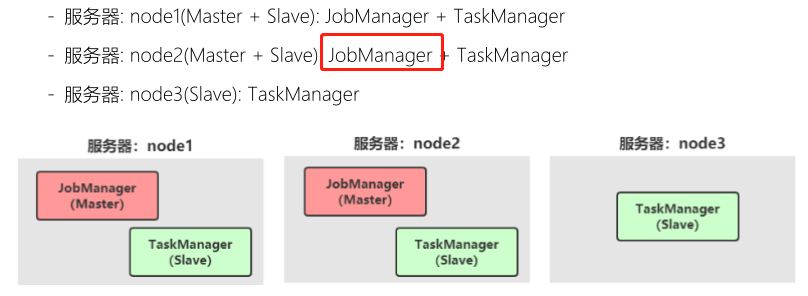 - 服务器: node1(Master + Slave): JobManager + TaskManager
- 服务器: node2(Master + Slave) JobManager + TaskManager
- 服务器: node3(Slave): TaskManager
服务器：node1
服务器：node2
服务器：node3
JobManager
(Master)
TaskManager
(Slave)
JobManager
(Master)
TaskManager
(Slave)
TaskManager
(Slave)